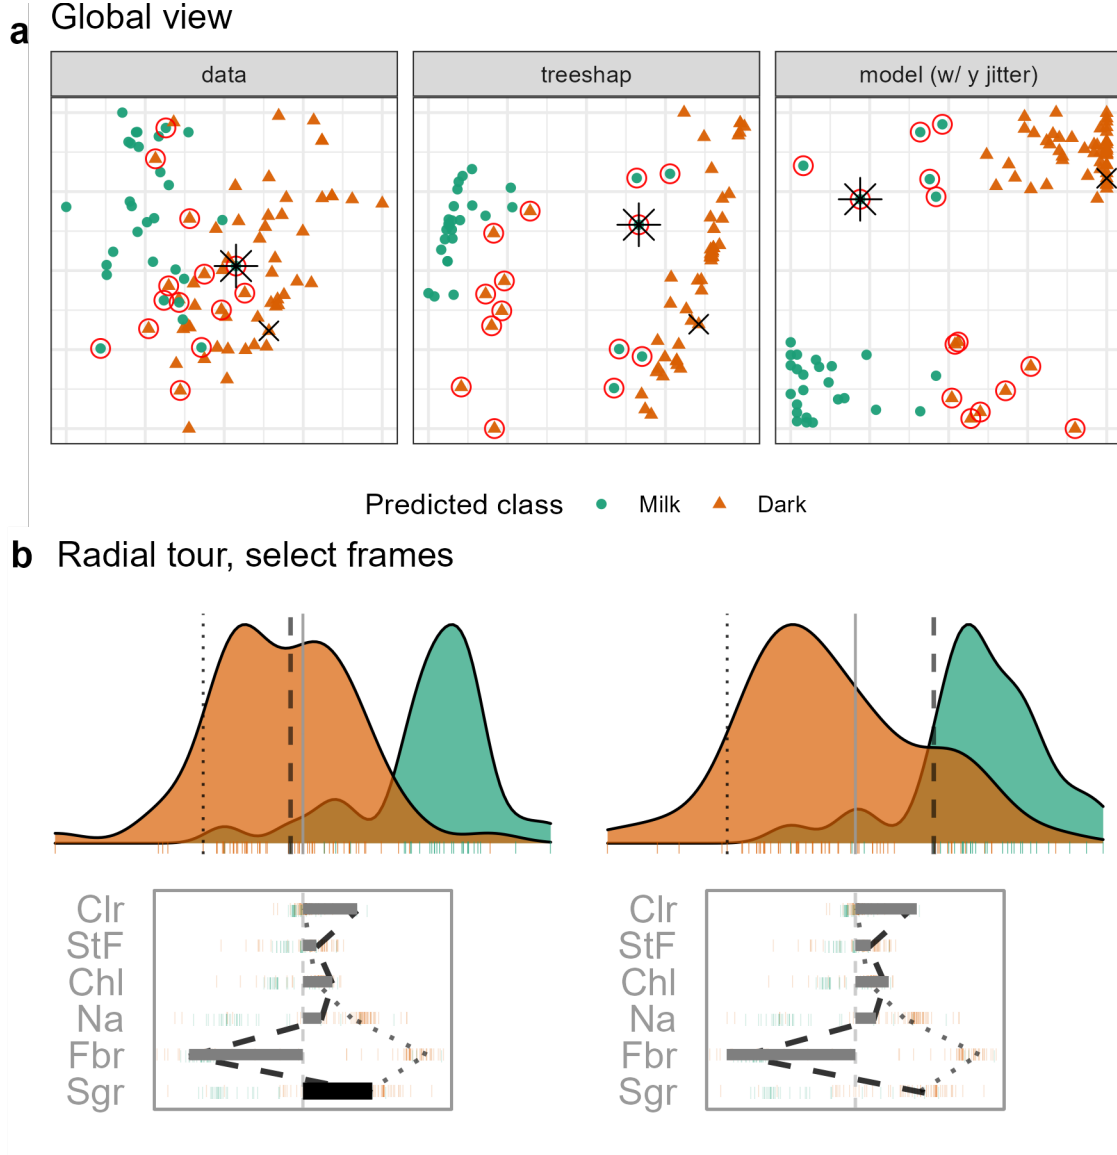 a Global view
data treeshap model (w/ y jitter)
Predicted class Milk Dark
b Radial tour, select frames
Clr Clr
StF StF
Chl Chl
Na Na
Fbr Fbr
Sgr Sgr